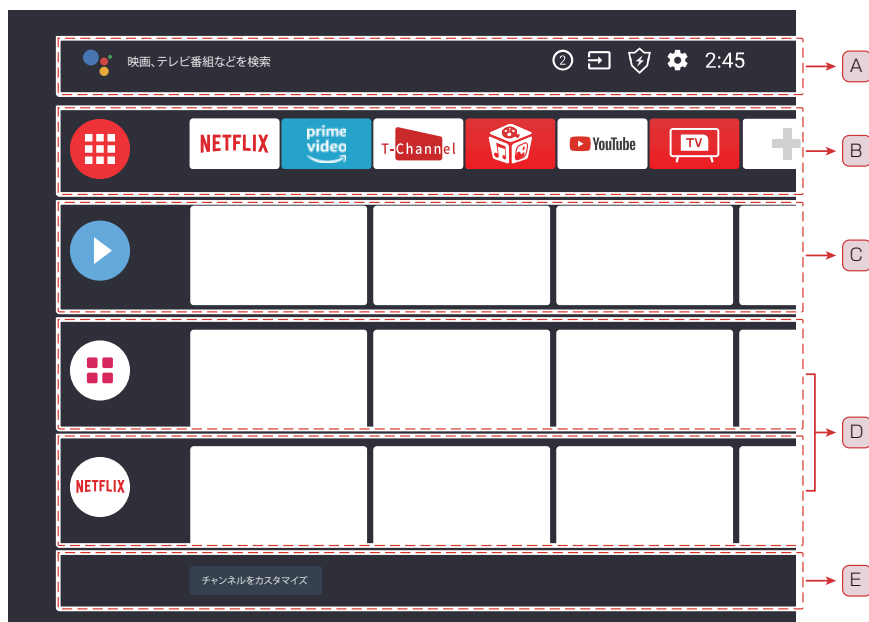 映画、テレビ番組などを検索
2
2:45
A
NETFLIX
prime video
T-Channel
YouTube
TV
B
C
D
NETFLIX
チャンネルをカスタマイズ
E